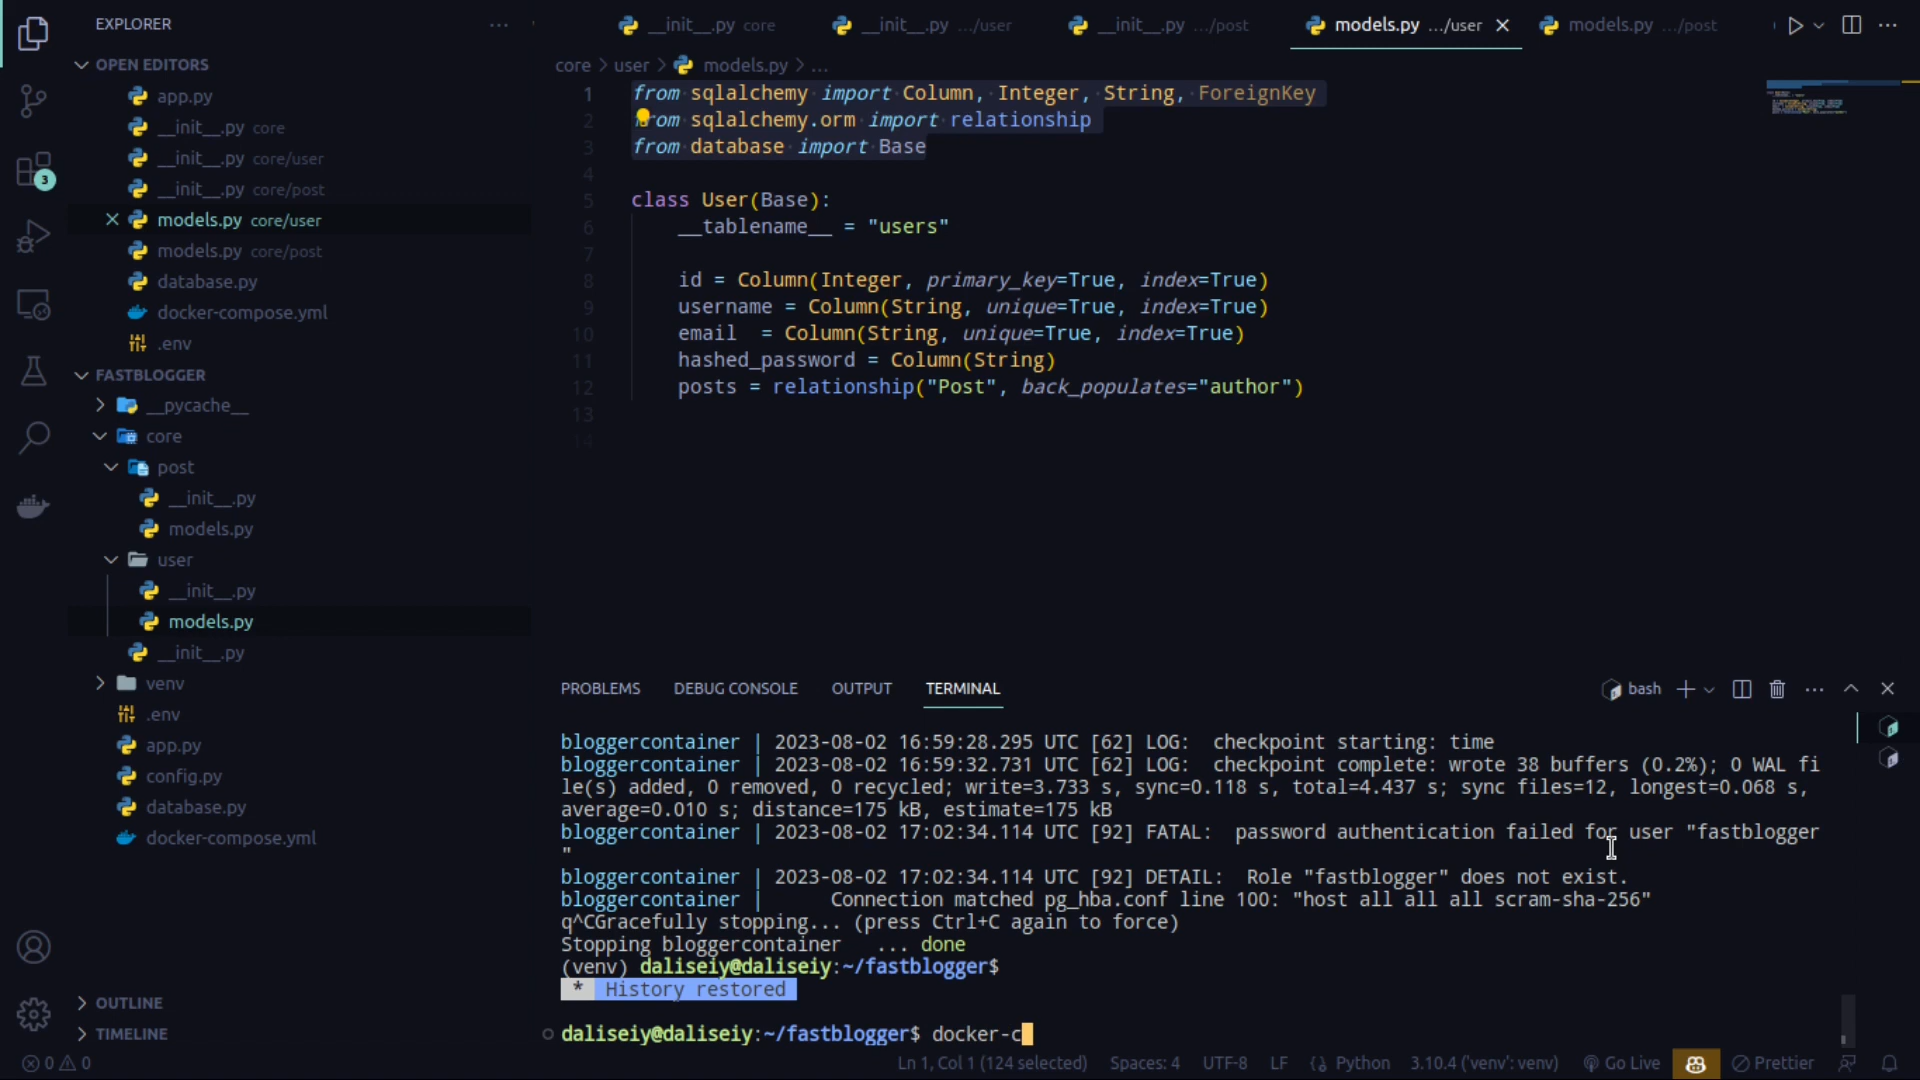 EXPLORER
OPEN EDITORS
app.py
__init__.py core
__init__.py core/user
__init__.py core/post
models.py core/user
models.py core/post
database.py
docker-compose.yml
.env
FASTBLOGGER
__pycache__
core
post
__init__.py
models.py
user
__init__.py
models.py
__init__.py
venv
.env
app.py
config.py
database.py
docker-compose.yml
OUTLINE
TIMELINE
3
__init__.py core
__init__.py .../user
__init__.py .../post
models.py .../user
models.py .../post
core > user > models.py > ...
1 from sqlalchemy import Column, Integer, String, ForeignKey
2 from sqlalchemy.orm import relationship
3 from database import Base
4
5 class User(Base):
6 __tablename__ = "users"
7
8 id = Column(Integer, primary_key=True, index=True)
9 username = Column(String, unique=True, index=True)
10 email  = Column(String, unique=True, index=True)
11 hashed_password = Column(String)
12 posts = relationship("Post", back_populates="author")
13
14
PROBLEMS DEBUG CONSOLE OUTPUT TERMINAL
bash
bloggercontainer | 2023-08-02 16:59:28.295 UTC [62] LOG:  checkpoint starting: time
bloggercontainer | 2023-08-02 16:59:32.731 UTC [62] LOG:  checkpoint complete: wrote 38 buffers (0.2%); 0 WAL fi
le(s) added, 0 removed, 0 recycled; write=3.733 s, sync=0.118 s, total=4.437 s; sync files=12, longest=0.068 s,
average=0.010 s; distance=175 kB, estimate=175 kB
bloggercontainer | 2023-08-02 17:02:34.114 UTC [92] FATAL:  password authentication failed for user "fastblogger
"
bloggercontainer | 2023-08-02 17:02:34.114 UTC [92] DETAIL:  Role "fastblogger" does not exist.
bloggercontainer |      Connection matched pg_hba.conf line 100: "host all all all scram-sha-256"
q^CGracefully stopping... (press Ctrl+C again to force)
Stopping bloggercontainer   ... done
(venv) daliseiy@daliseiy:~/fastblogger$
* History restored
daliseiy@daliseiy:~/fastblogger$ docker-c
0 0
Ln 1, Col 1 (124 selected) Spaces: 4 UTF-8 LF Python 3.10.4 ('venv': venv) Go Live Prettier